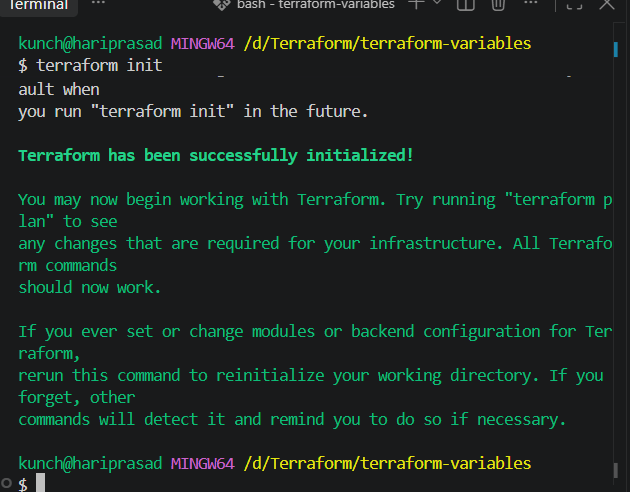 Terminal ... bash - terraform-variables
kunch@hariprasad MINGW64 /d/Terraform/terraform-variables
$ terraform init
ault when
you run "terraform init" in the future.
Terraform has been successfully initialized!
You may now begin working with Terraform. Try running "terraform p
lan" to see
any changes that are required for your infrastructure. All Terrafo
rm commands
should now work.
If you ever set or change modules or backend configuration for Ter
raform,
rerun this command to reinitialize your working directory. If you
forget, other
commands will detect it and remind you to do so if necessary.
kunch@hariprasad MINGW64 /d/Terraform/terraform-variables
$